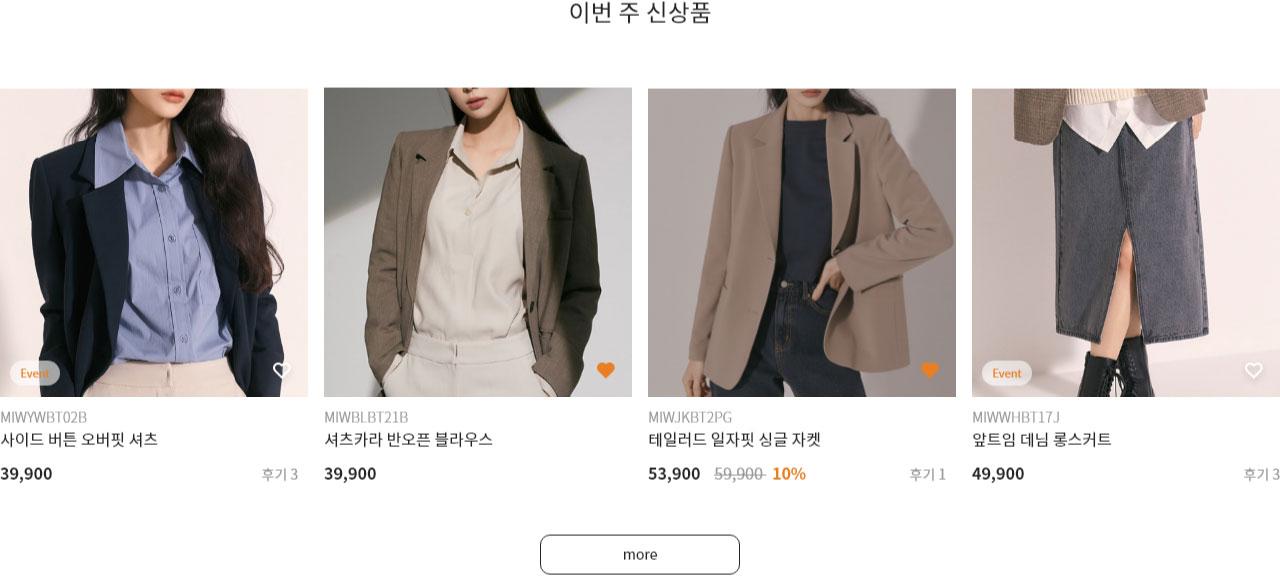 이번 주 신상품
Event
Event
MIWYWBT02B
사이드 버튼 오버핏 셔츠
39,900
후기 3
MIWBLBT21B
셔츠카라 반오픈 블라우스
39,900
MIWJKBT2PG
테일러드 일자핏 싱글 자켓
53,900 59,900 10%
후기 1
MIWWHBT17J
앞트임 데님 롱스커트
49,900
후기 3
more